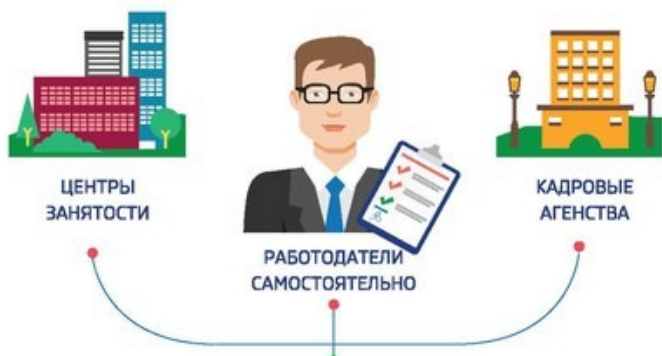 ЦЕНТРЫ
ЗАНЯТОСТИ
РАБОТОДАТЕЛИ
САМОСТОЯТЕЛЬНО
КАДРОВЫЕ
АГЕНСТВА